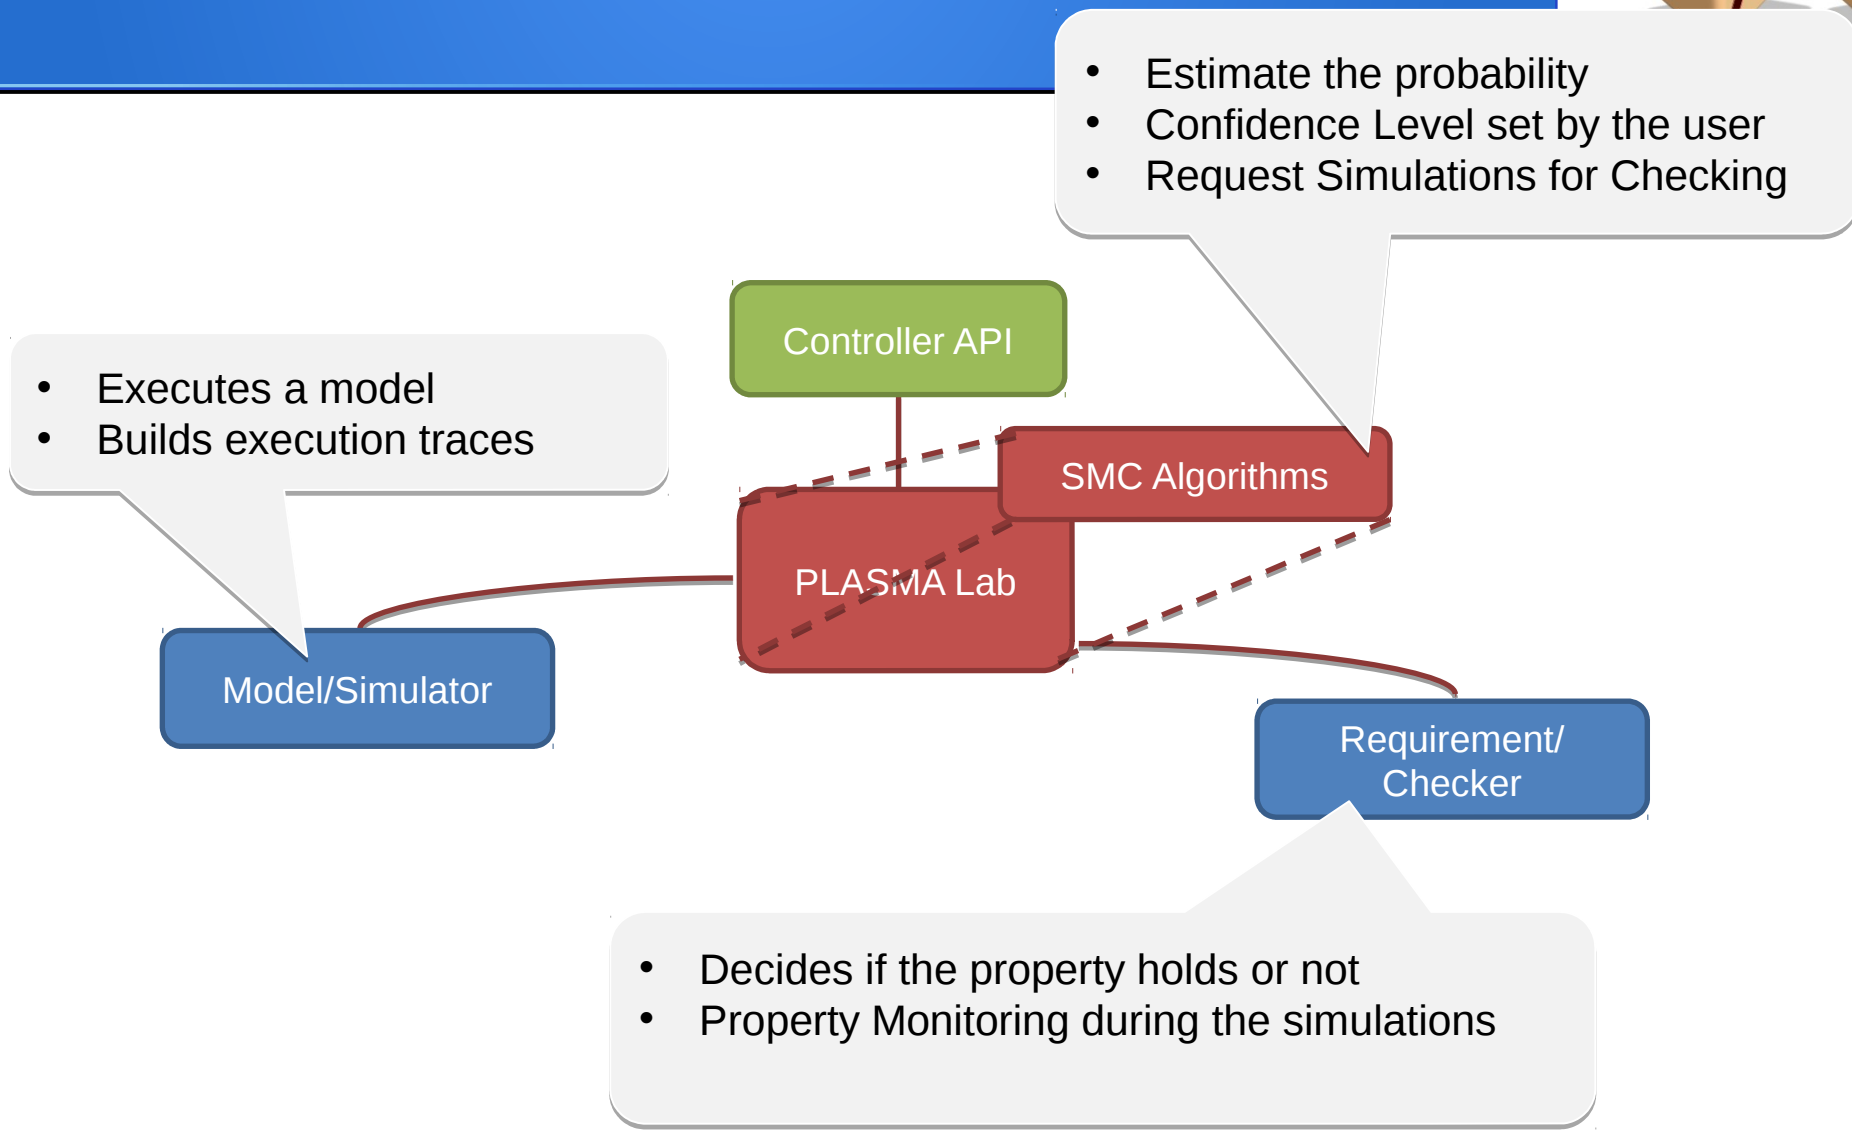 • Estimate the probability
• Confidence Level set by the user
• Request Simulations for Checking
Controller API
• Executes a model
• Builds execution traces
SMC Algorithms
PLASMA Lab
Model/Simulator
Requirement/
Checker
• Decides if the property holds or not
• Property Monitoring during the simulations